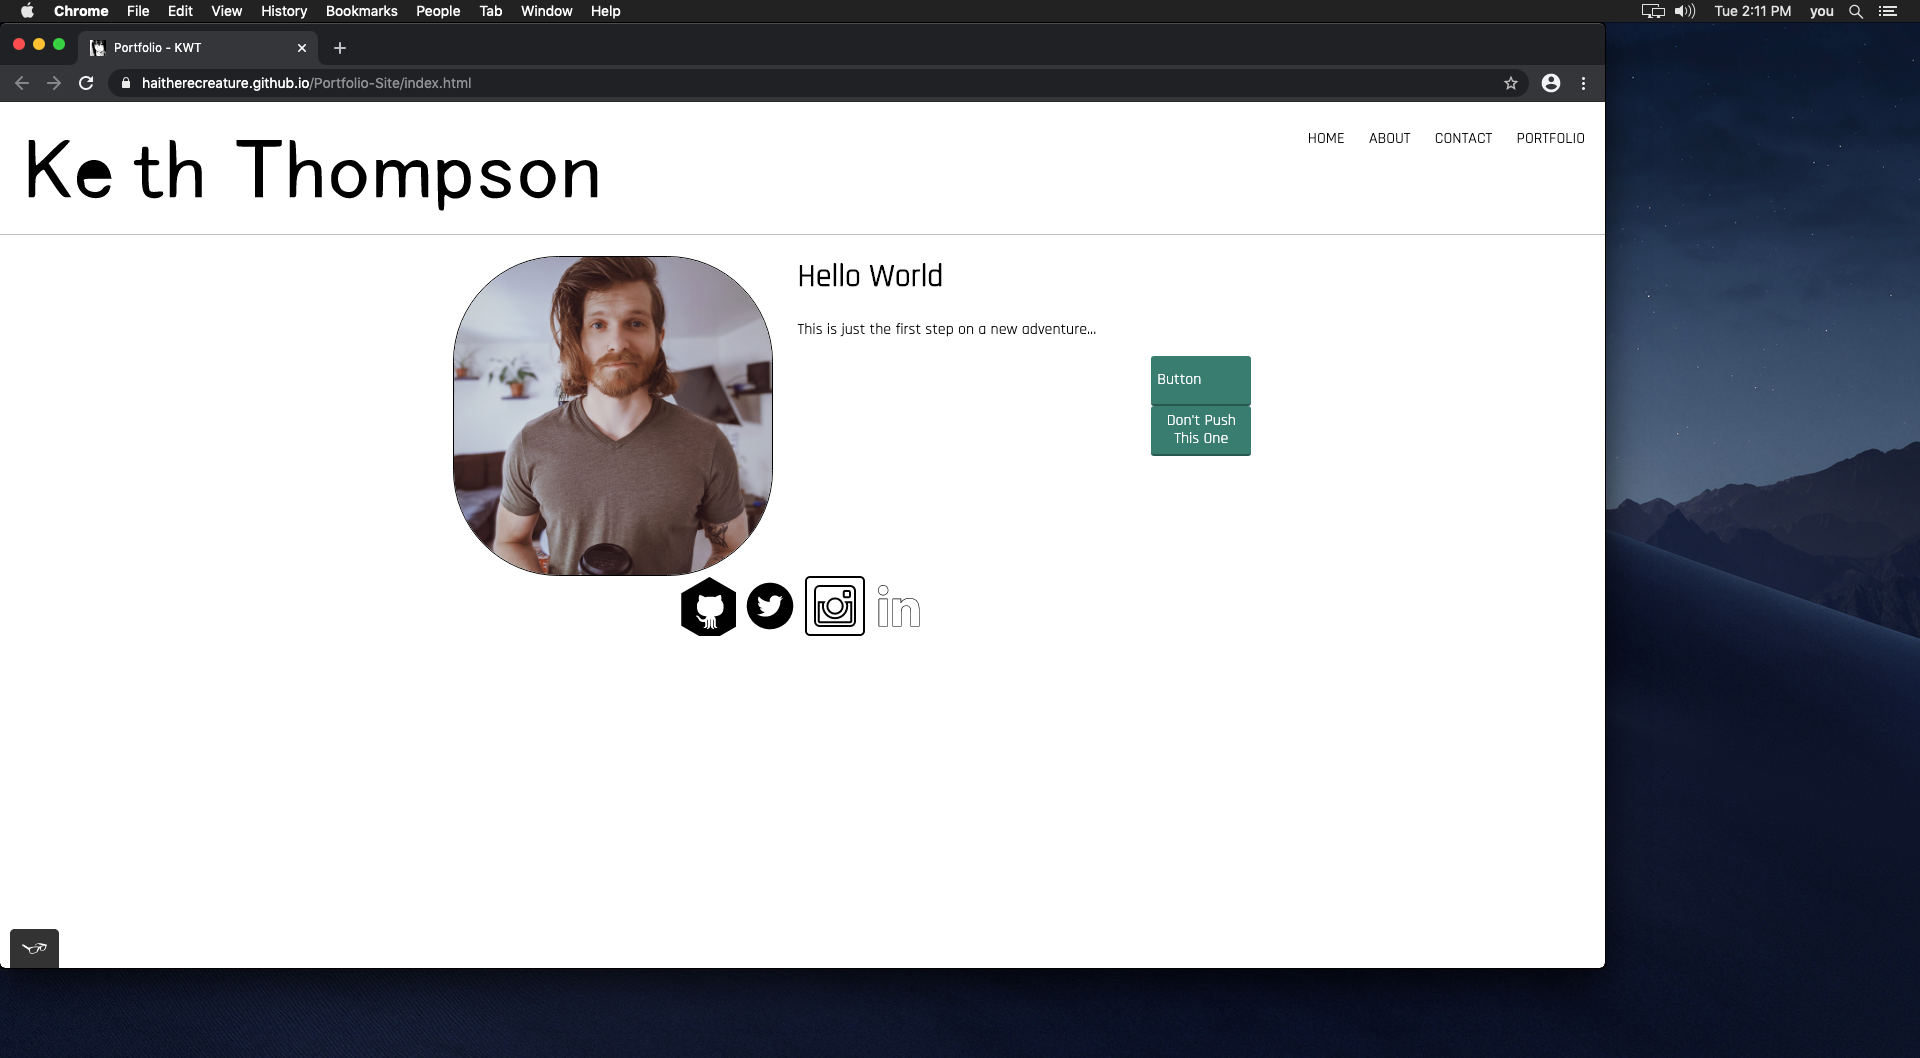 Chrome File Edit View History Bookmarks People Tab Window Help
Tue 2:11 PM you
Portfolio - KWT
haitherecreature.github.io/Portfolio-Site/index.html
Ke th Thompson
HOME ABOUT CONTACT PORTFOLIO
Hello World
This is just the first step on a new adventure...
Button
Don't Push
This One
in